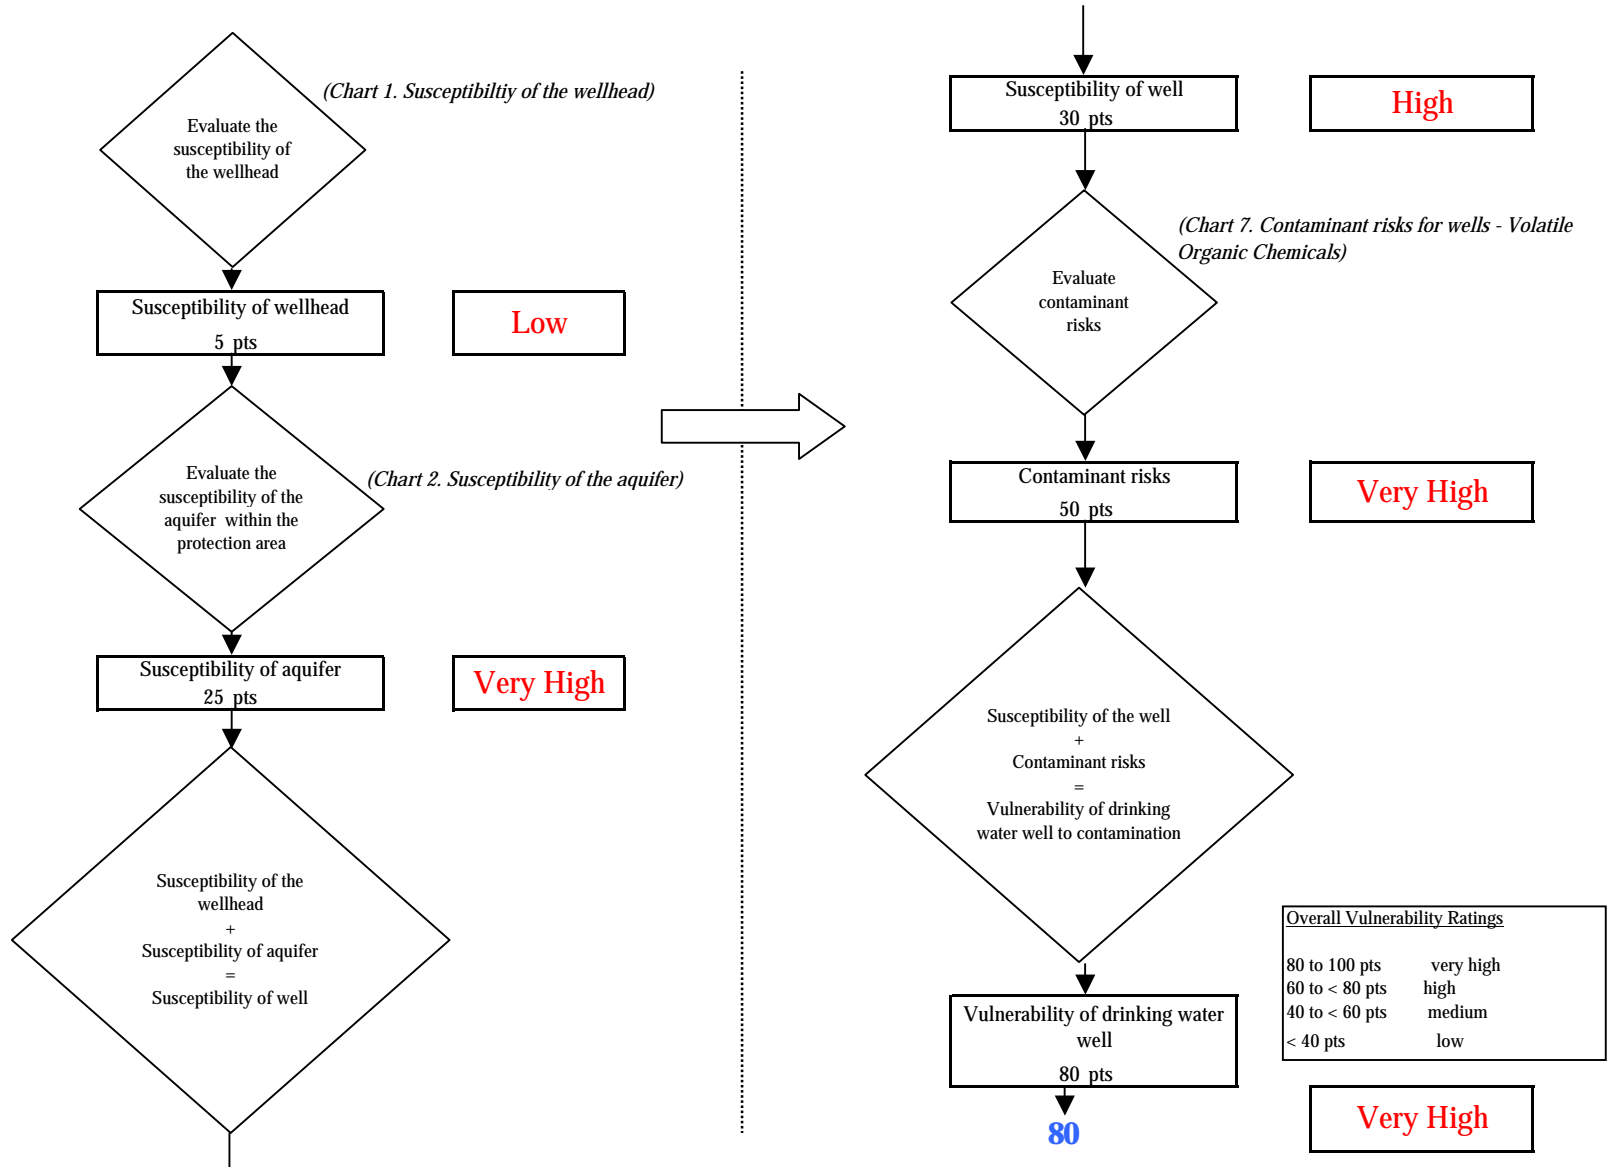 (Chart 1. Susceptibiltiy of the wellhead)
Evaluate the
susceptibility of
the wellhead
Susceptibility of wellhead
5 pts
Low
Evaluate the
susceptibility of the
aquifer within the
protection area
(Chart 2. Susceptibility of the aquifer)
Susceptibility of aquifer
25 pts
Very High
Susceptibility of the
wellhead
+
Susceptibility of aquifer
=
Susceptibility of well
Susceptibility of well
30 pts
High
(Chart 7. Contaminant risks for wells - Volatile
Organic Chemicals)
Evaluate
contaminant
risks
Contaminant risks
50 pts
Very High
Susceptibility of the well
+
Contaminant risks
=
Vulnerability of drinking
water well to contamination
Overall Vulnerability Ratings
80 to 100 pts very high
60 to < 80 pts high
40 to < 60 pts medium
< 40 pts low
Vulnerability of drinking water
well
80 pts
80
Very High